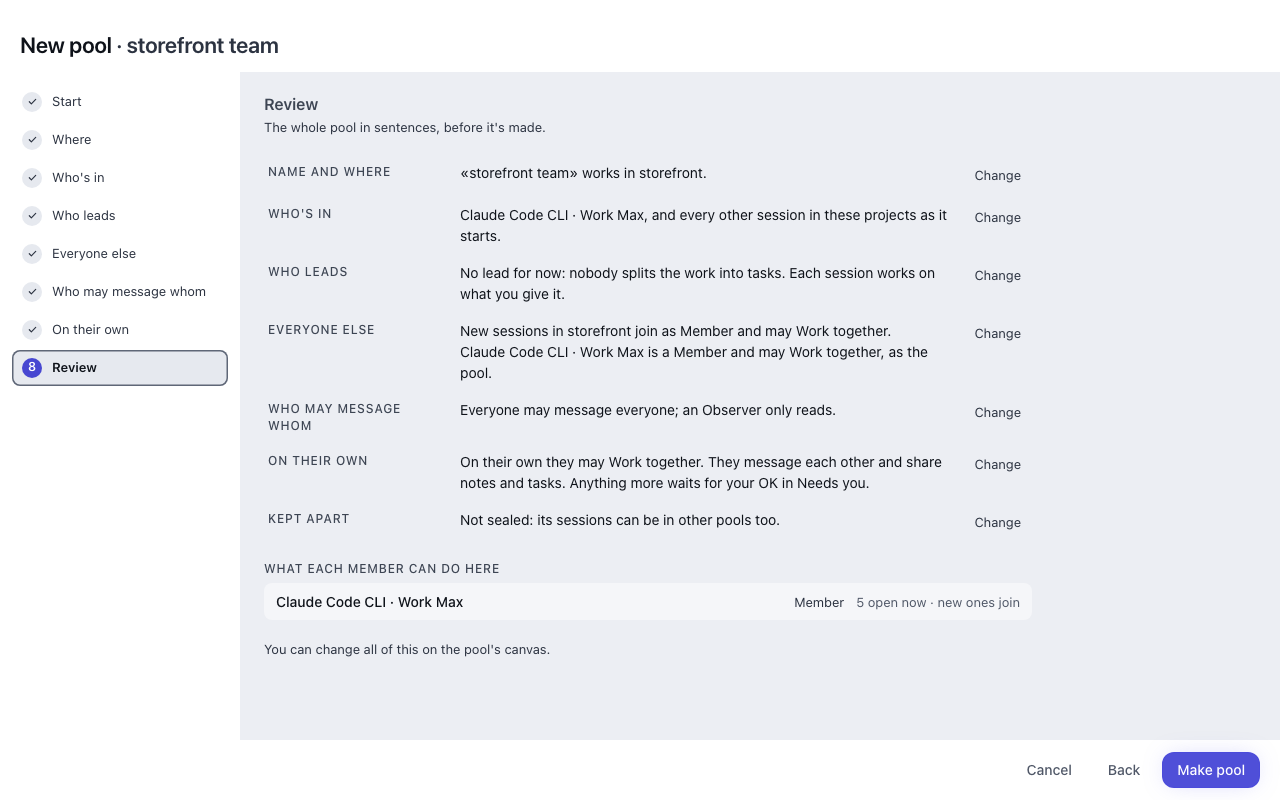 New pool · storefront team
Start
Where
Who's in
Who leads
Everyone else
Who may message whom
On their own
8 Review
Review
The whole pool in sentences, before it's made.
NAME AND WHERE
«storefront team» works in storefront.
Change
WHO'S IN
Claude Code CLI · Work Max, and every other session in these projects as it
starts.
Change
WHO LEADS
No lead for now: nobody splits the work into tasks. Each session works on
what you give it.
Change
EVERYONE ELSE
New sessions in storefront join as Member and may Work together.
Claude Code CLI · Work Max is a Member and may Work together, as the
pool.
Change
WHO MAY MESSAGE
WHOM
Everyone may message everyone; an Observer only reads.
Change
ON THEIR OWN
On their own they may Work together. They message each other and share
notes and tasks. Anything more waits for your OK in Needs you.
Change
KEPT APART
Not sealed: its sessions can be in other pools too.
Change
WHAT EACH MEMBER CAN DO HERE
Claude Code CLI · Work Max
Member
5 open now · new ones join
You can change all of this on the pool's canvas.
Cancel
Back
Make pool